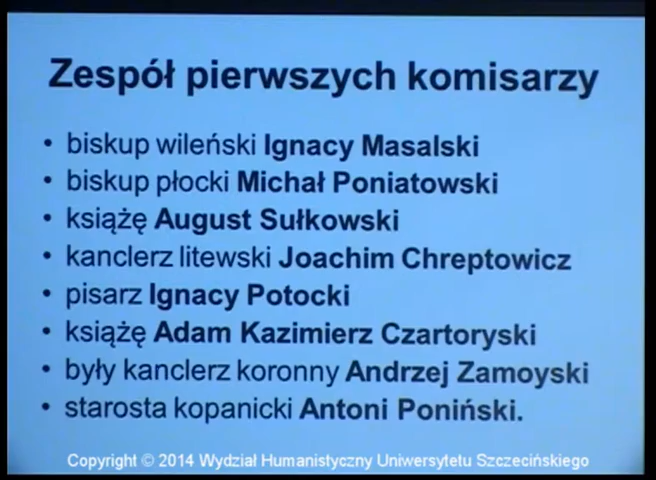 Zespół pierwszych komisarzy
• biskup wileński Ignacy Masalski
• biskup płocki Michał Poniatowski
• książę August Sułkowski
• kanclerz litewski Joachim Chreptowicz
• pisarz Ignacy Potocki
• książę Adam Kazimierz Czartoryski
• były kanclerz koronny Andrzej Zamoyski
• starosta kopanicki Antoni Poniński.
Copyright © 2014 Wydział Humanistyczny Uniwersytetu Szczecińskiego